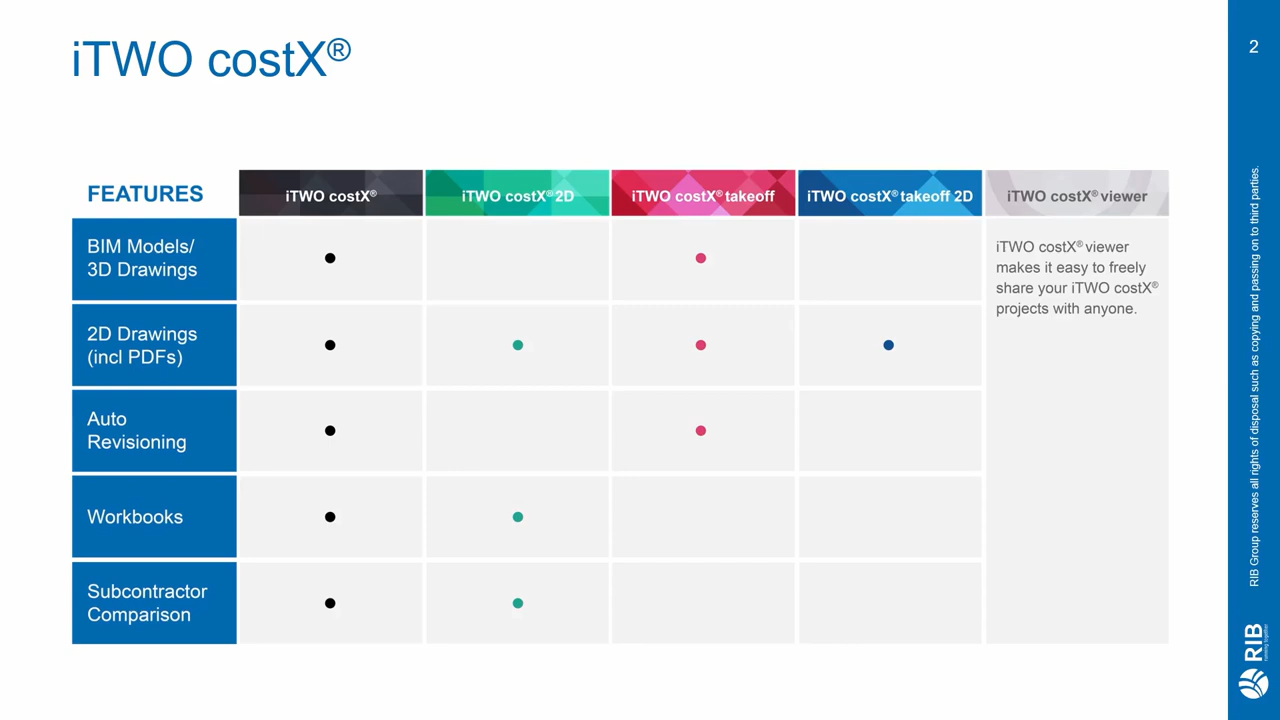 iTWO costX®
2
FEATURES
iTWO costX®
iTWO costX® 2D
iTWO costX® takeoff
iTWO costX® takeoff 2D
iTWO costX® viewer
BIM Models/
3D Drawings
iTWO costX® viewer
makes it easy to freely
share your iTWO costX®
projects with anyone.
2D Drawings
(incl PDFs)
Auto
Revisioning
Workbooks
Subcontractor
Comparison
RIB Group reserves all rights of disposal such as copying and passing on to third parties.
RIB
running together